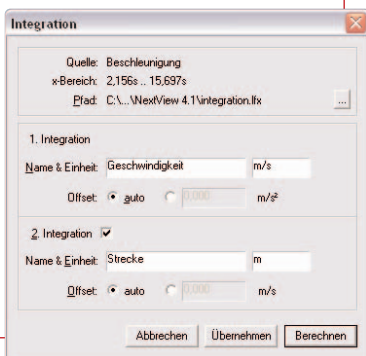 Integration
Quelle: Beschleunigung
x-Bereich: 2,156s .. 15,697s
Pfad: C:\...\NextView 4.1\integration.lfx ...
1. Integration
Name & Einheit: Geschwindigkeit m/s
Offset: auto 0,000 m/s²
2. Integration
Name & Einheit: Strecke m
Offset: auto 0,000 m/s
Abbrechen Übernehmen Berechnen